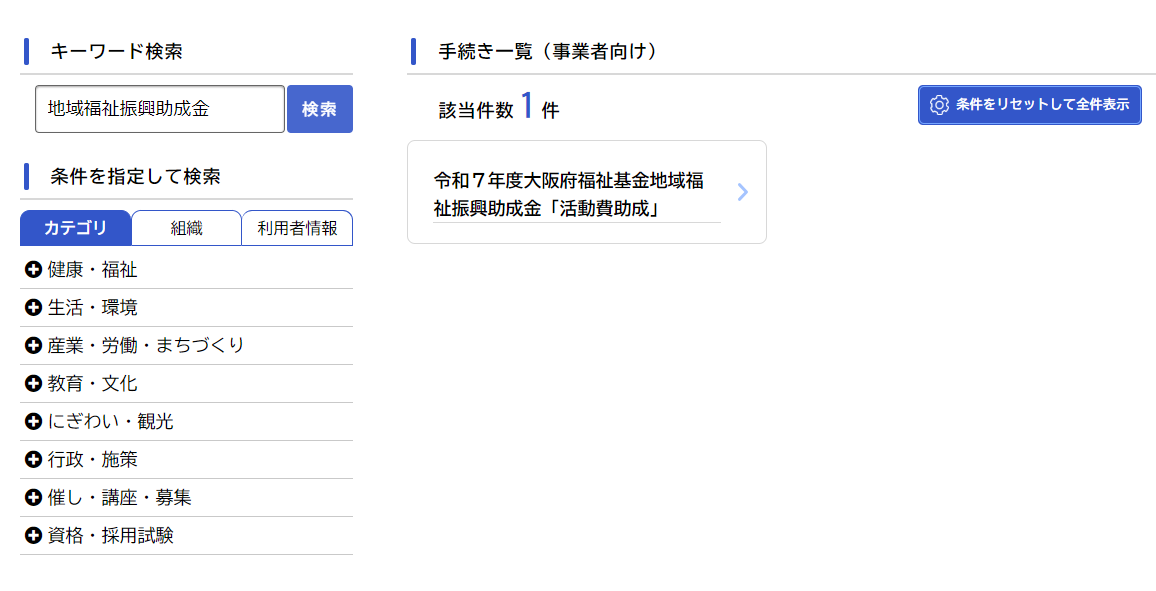 キーワード検索
地域福祉振興助成金
検索
条件を指定して検索
カテゴリ
組織
利用者情報
健康・福祉
生活・環境
産業・労働・まちづくり
教育・文化
にぎわい・観光
行政・施策
催し・講座・募集
資格・採用試験
手続き一覧（事業者向け）
該当件数 1 件
条件をリセットして全件表示
令和７年度大阪府福祉基金地域福
祉振興助成金「活動費助成」